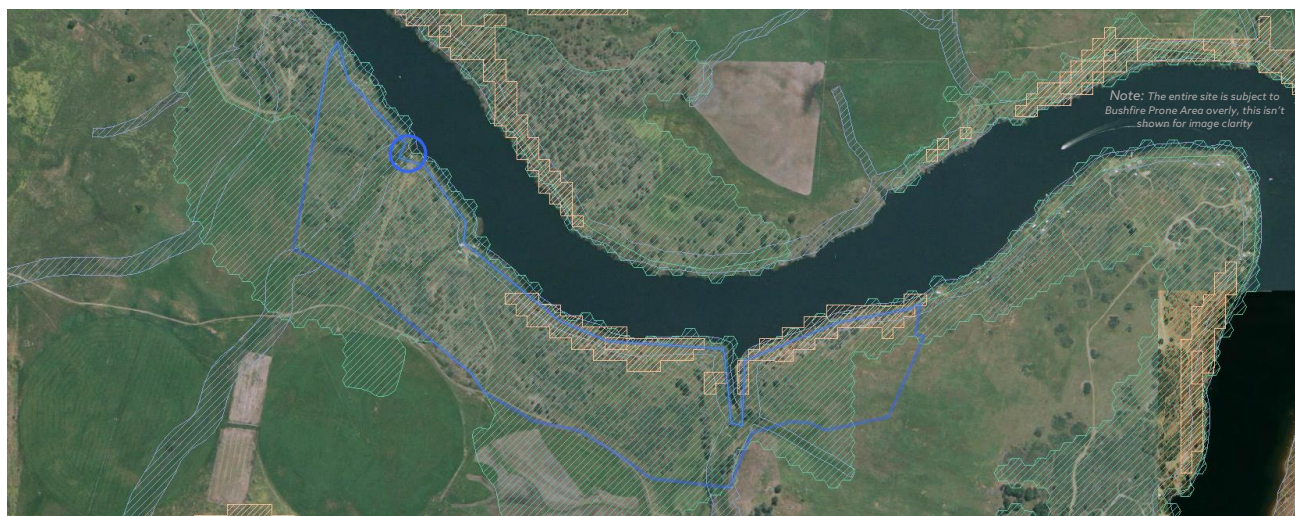 Note: The entire site is subject to
Bushfire Prone Area overly, this isn't
shown for image clarity